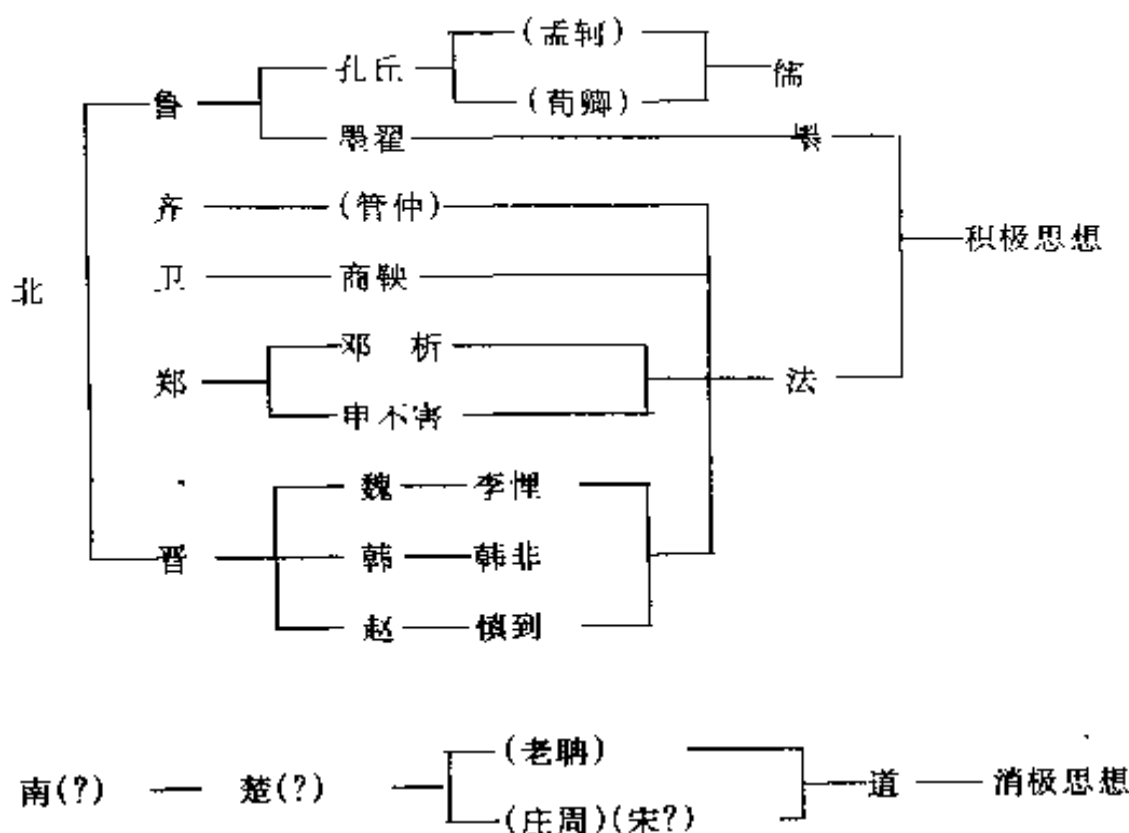 (孟轲)
孔丘 儒
鲁 (荀卿)
墨翟 墨
齐 (管仲)
积极思想
卫 商鞅
北
邓 析
郑 法
申不害
魏 李悝
晋 韩 韩非
赵 慎到
(老聃)
南(?) 楚(?) 道 消极思想
(庄周)(宋?)